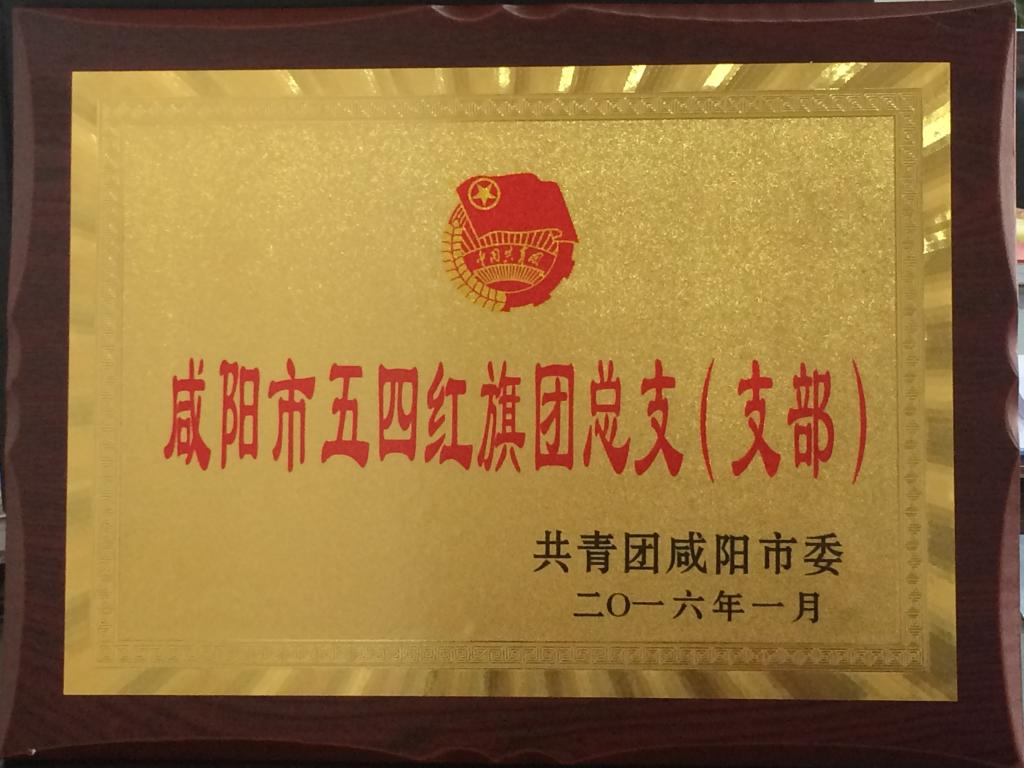 中国共青团
咸阳市五四红旗团总支（支部）
共青团咸阳市委
二〇一六年一月